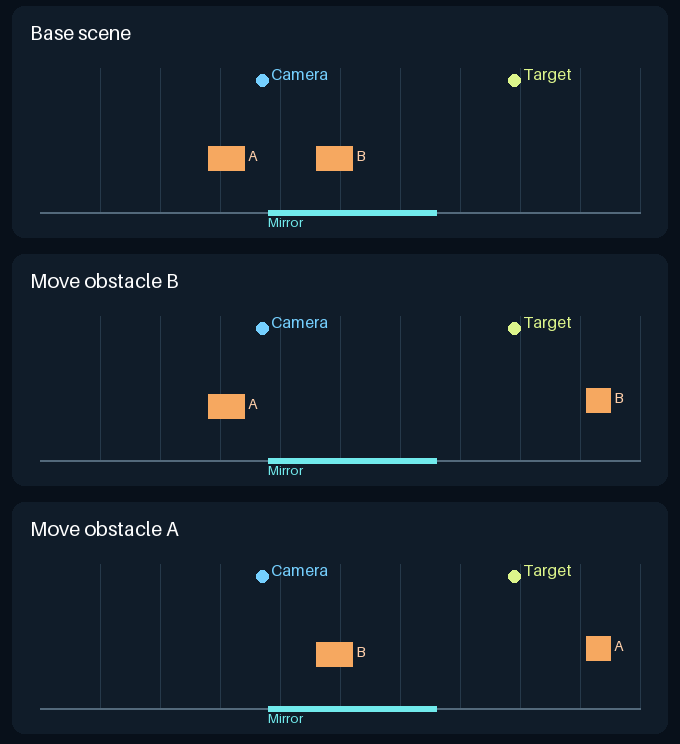 Base scene
Camera
Target
A
B
Mirror
Move obstacle B
Camera
Target
A
B
Mirror
Move obstacle A
Camera
Target
B
A
Mirror